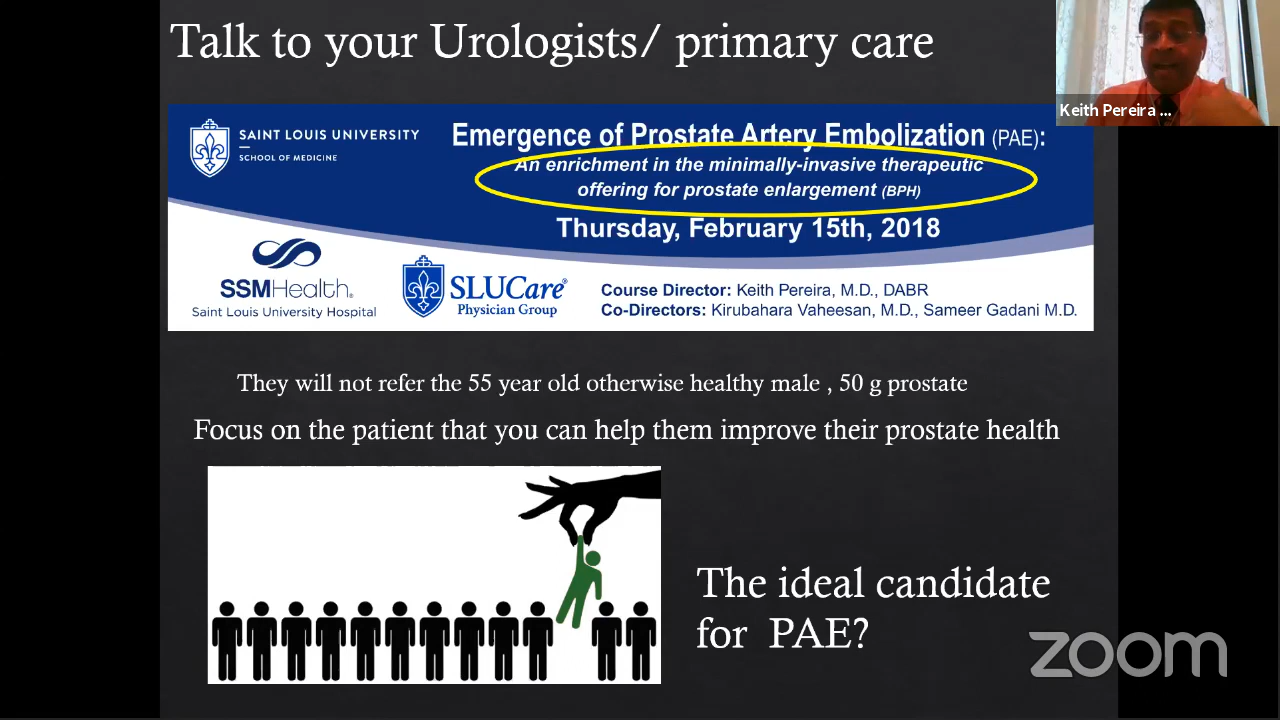 Talk to your Urologists/ primary care
Keith Pereira ...
SAINT LOUIS UNIVERSITY
SCHOOL OF MEDICINE
Emergence of Prostate Artery Embolization (PAE):
An enrichment in the minimally-invasive therapeutic
offering for prostate enlargement (BPH)
Thursday, February 15th, 2018
SSMHealth®
Saint Louis University Hospital
SLUCare®
Physician Group
Course Director: Keith Pereira, M.D., DABR
Co-Directors: Kirubahara Vaheesan, M.D., Sameer Gadani M.D.
They will not refer the 55 year old otherwise healthy male , 50 g prostate
Focus on the patient that you can help them improve their prostate health
The ideal candidate
for PAE?
zoom